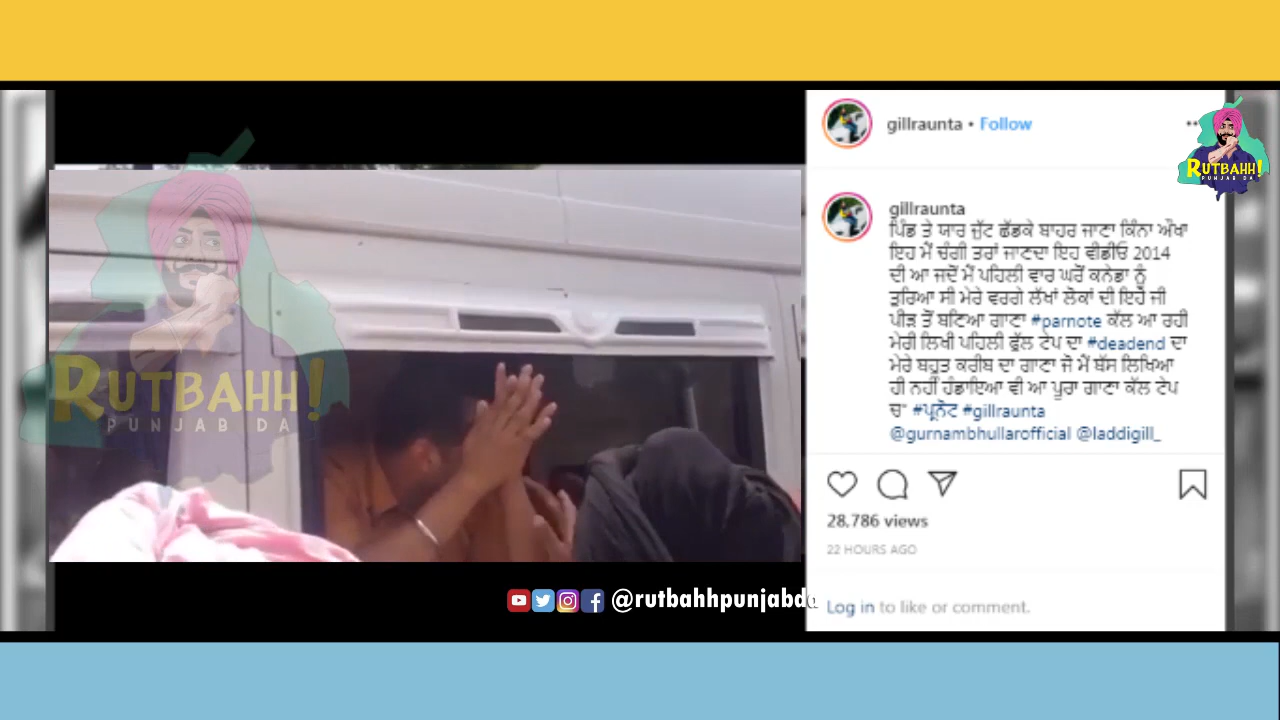 gillraunta • Follow
RUTBAHH!
PUNJAB DA
gillraunta
ਪਿੰਡ ਤੇ ਯਾਰ ਜੁੱਟ ਛੱਡਕੇ ਬਾਹਰ ਜਾਣਾ ਕਿੰਨਾ ਔਖਾ
ਇਹ ਮੈਂ ਚੰਗੀ ਤਰਾਂ ਜਾਣਦਾ ਇਹ ਵੀਡੀਓ 2014
ਦੀ ਆ ਜਦੋਂ ਮੈਂ ਪਹਿਲੀ ਵਾਰ ਘਰੋਂ ਕਨੇਡਾ ਨੂੰ
ਤੁਰਿਆ ਸੀ ਮੇਰੇ ਵਰਗੇ ਲੱਖਾਂ ਲੋਕਾਂ ਦੀ ਇਹੋ ਜੀ
ਪੀੜ ਤੋਂ ਬਣਿਆ ਗਾਣਾ #parnote ਕੱਲ ਆ ਰਹੀ
ਮੇਰੀ ਲਿਖੀ ਪਹਿਲੀ ਫੁੱਲ ਟੇਪ ਦਾ #deadend ਦਾ
ਮੇਰੇ ਬਹੁਤ ਕਰੀਬ ਦਾ ਗਾਣਾ ਜੋ ਮੈਂ ਬੱਸ ਲਿਖਿਆ
ਹੀ ਨਹੀਂ ਹੰਡਾਇਆ ਵੀ ਆ ਪੂਰਾ ਗਾਣਾ ਕੱਲ ਟੇਪ
ਚ" #ਪ੍ਰਨੋਟ #gillraunta
@gurnambhullarofficial @laddigill_
RUTBAHH!
PUNJAB DA
28,786 views
22 HOURS AGO
@rutbahhpunjabda
Log in to like or comment.